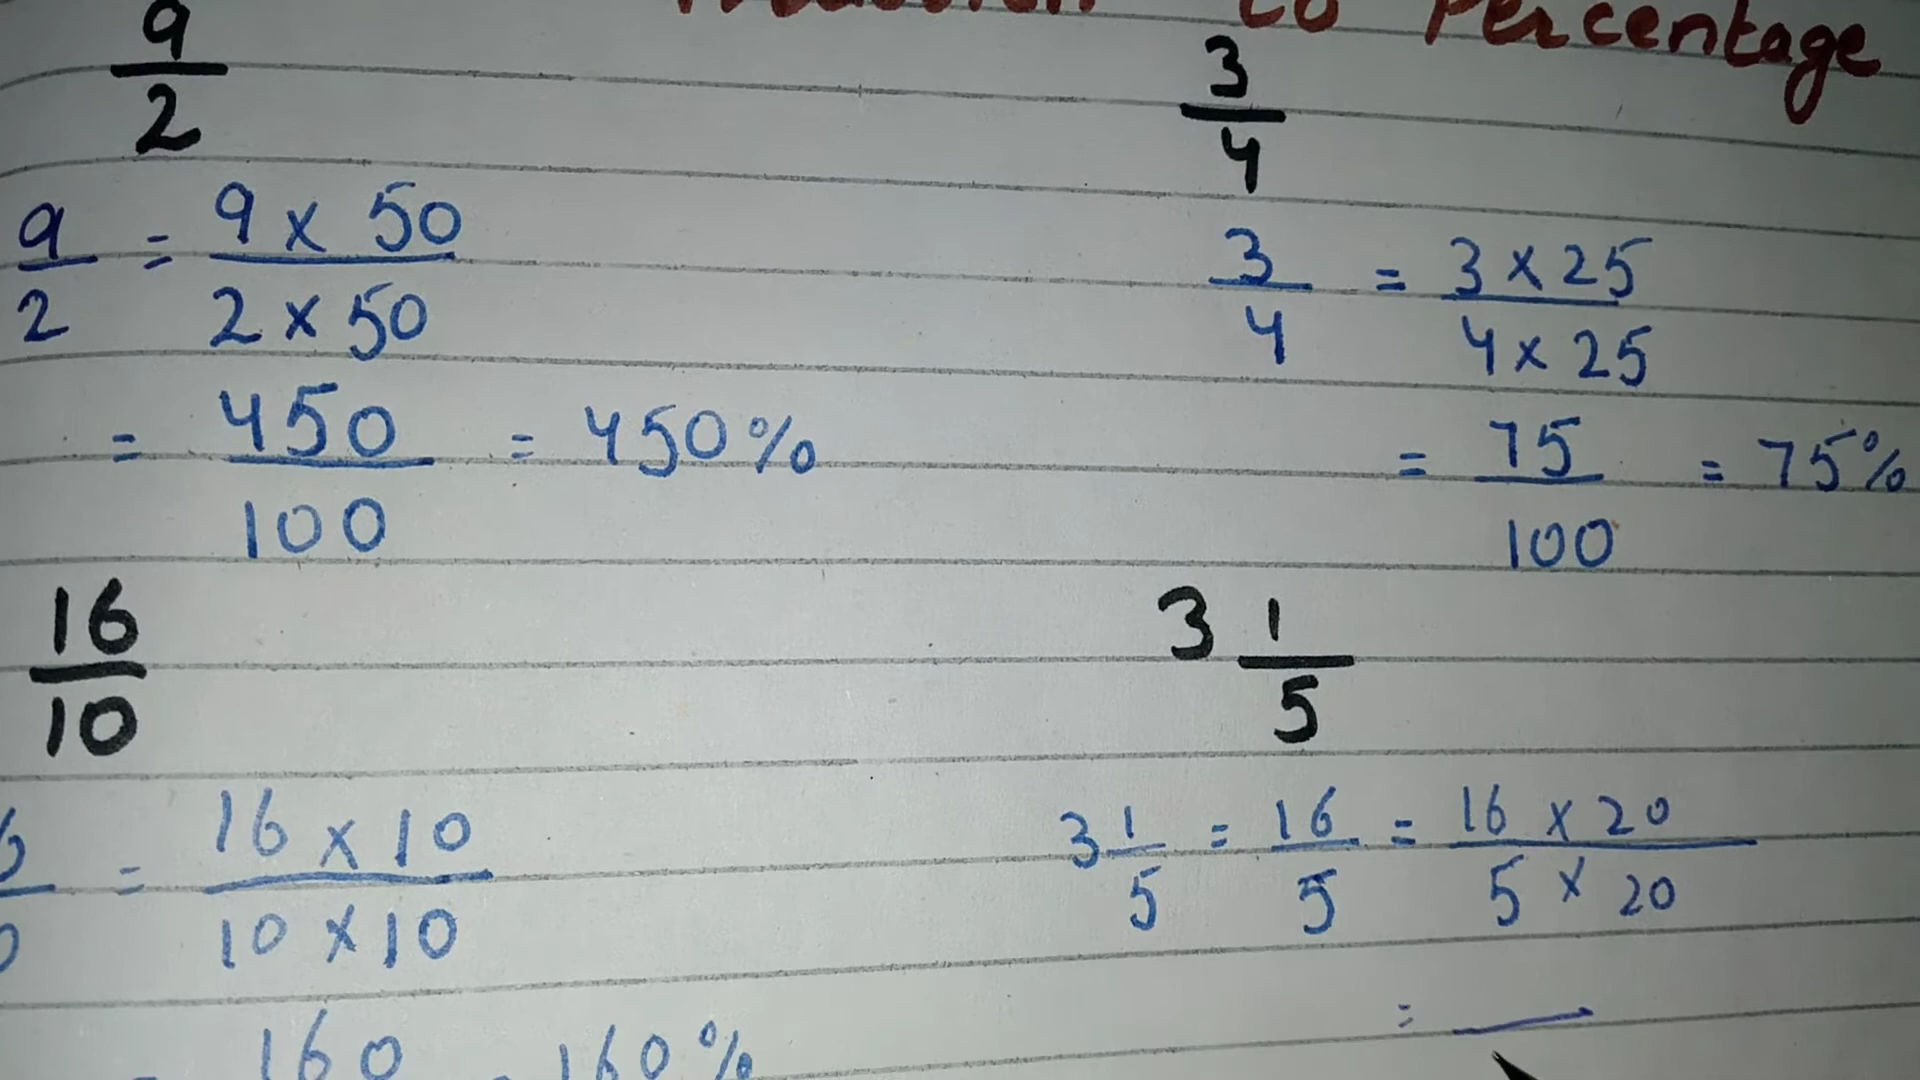 to Percentage
9/2
9/2 = 9 x 50 / 2 x 50
= 450/100 = 450%
3/4
3/4 = 3 x 25 / 4 x 25
= 75/100 = 75%
16/10
= 16 x 10 / 10 x 10
160 = 160%
3 1/5
3 1/5 = 16/5 = 16 x 20 / 5 x 20
=